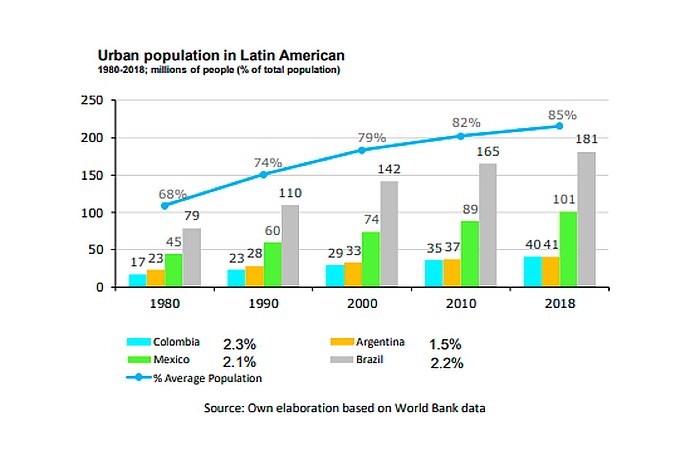 Urban population in Latin American
1980-2018; millions of people (% of total population)
250
200
150
100
50
0
68%
74%
79%
82%
85%
17 23 45 79
23 28 60 110
29 33 74 142
35 37 89 165
40 41 101 181
1980 1990 2000 2010 2018
Colombia 2.3% Argentina 1.5%
Mexico 2.1% Brazil 2.2%
% Average Population
Source: Own elaboration based on World Bank data